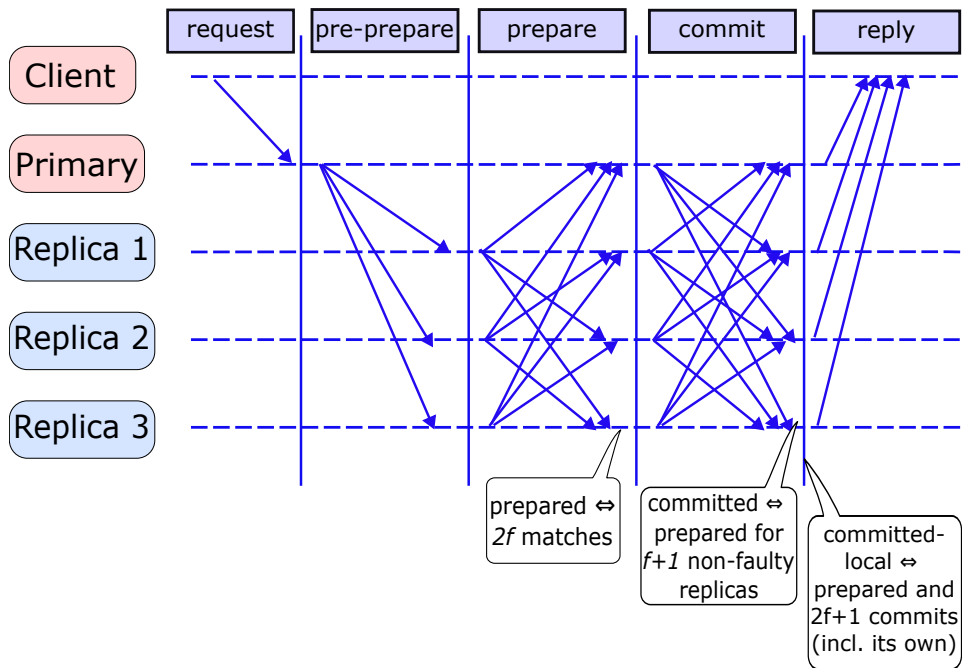 request
pre-prepare
prepare
commit
reply
Client
Primary
Replica 1
Replica 2
Replica 3
prepared ⇔
2f matches
committed ⇔
prepared for
f+1 non-faulty
replicas
committed-
local ⇔
prepared and
2f+1 commits
(incl. its own)